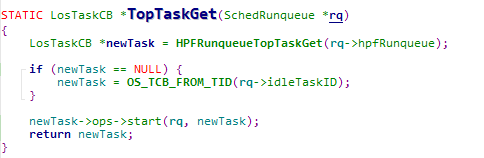 STATIC LosTaskCB *TopTaskGet(SchedRunqueue *rq)
{
    LosTaskCB *newTask = HPFRunqueueTopTaskGet(rq->hpfRunqueue);
    if (newTask == NULL) {
        newTask = OS_TCB_FROM_TID(rq->idleTaskID);
    }
    newTask->ops->start(rq, newTask);
    return newTask;
}